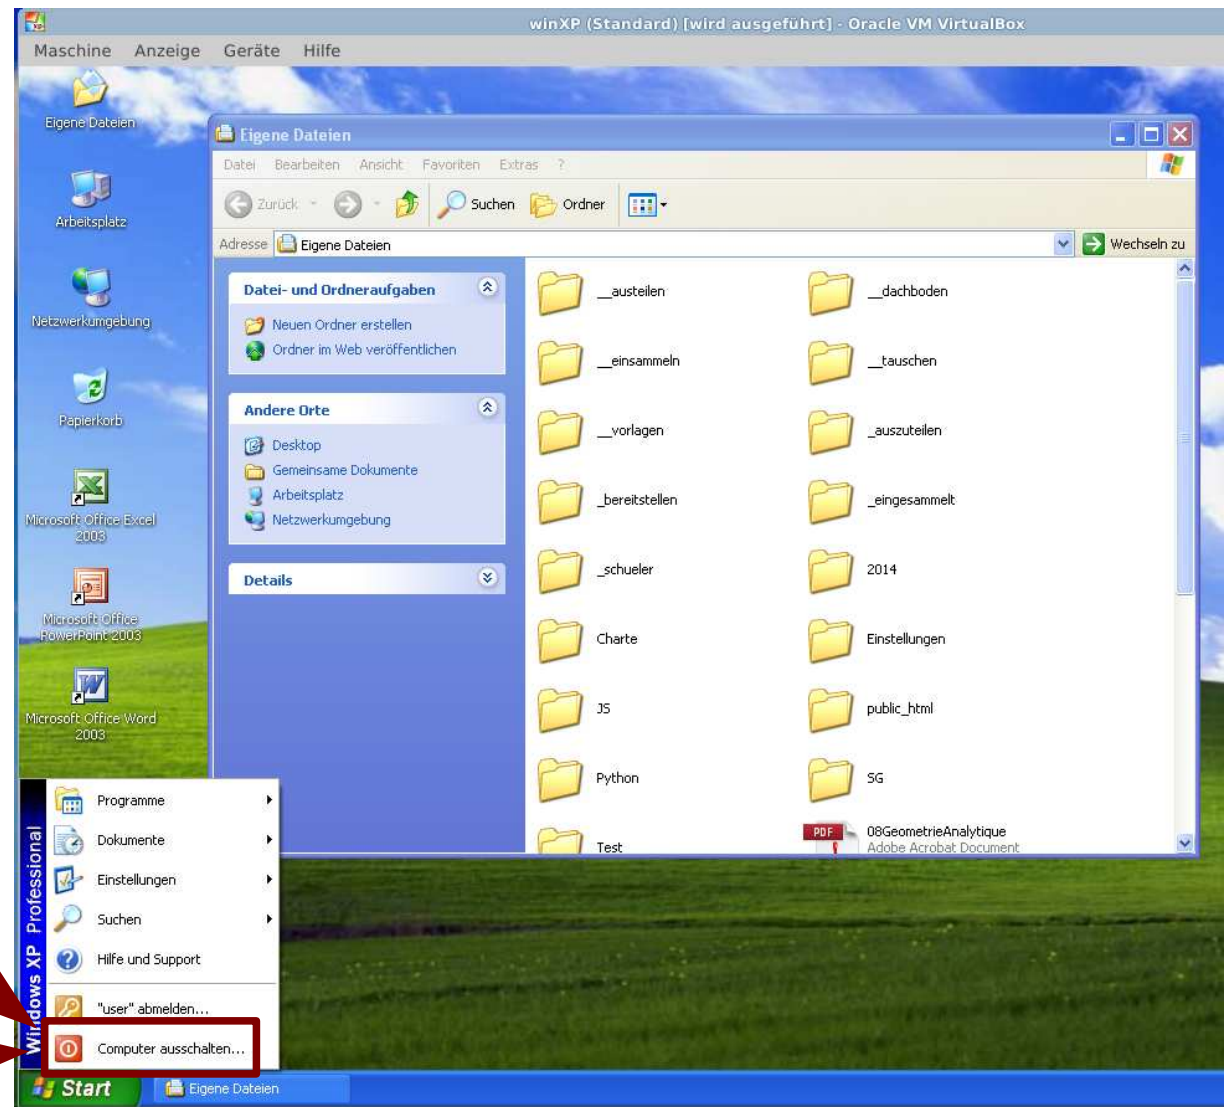 winXP (Standard) [wird ausgeführt] - Oracle VM VirtualBox
Maschine Anzeige Geräte Hilfe
Eigene Dateien
Arbeitsplatz
Netzwerkumgebung
Papierkorb
Microsoft Office Excel
2003
Microsoft Office
PowerPoint 2003
Microsoft Office Word
2003
Eigene Dateien
Datei Bearbeiten Ansicht Favoriten Extras ?
Zurück Suchen Ordner
Adresse Eigene Dateien Wechseln zu
Datei- und Ordneraufgaben
Neuen Ordner erstellen
Ordner im Web veröffentlichen
Andere Orte
Desktop
Gemeinsame Dokumente
Arbeitsplatz
Netzwerkumgebung
Details
__austeilen __dachboden
__einsammeln __tauschen
__vorlagen _auszuteilen
_bereitstellen _eingesammelt
_schueler 2014
Charte Einstellungen
JS public_html
Python SG
Test PDF 08GeometrieAnalytique
Adobe Acrobat Document
Windows XP Professional
Programme
Dokumente
Einstellungen
Suchen
Hilfe und Support
"user" abmelden...
Computer ausschalten...
Start Eigene Dateien